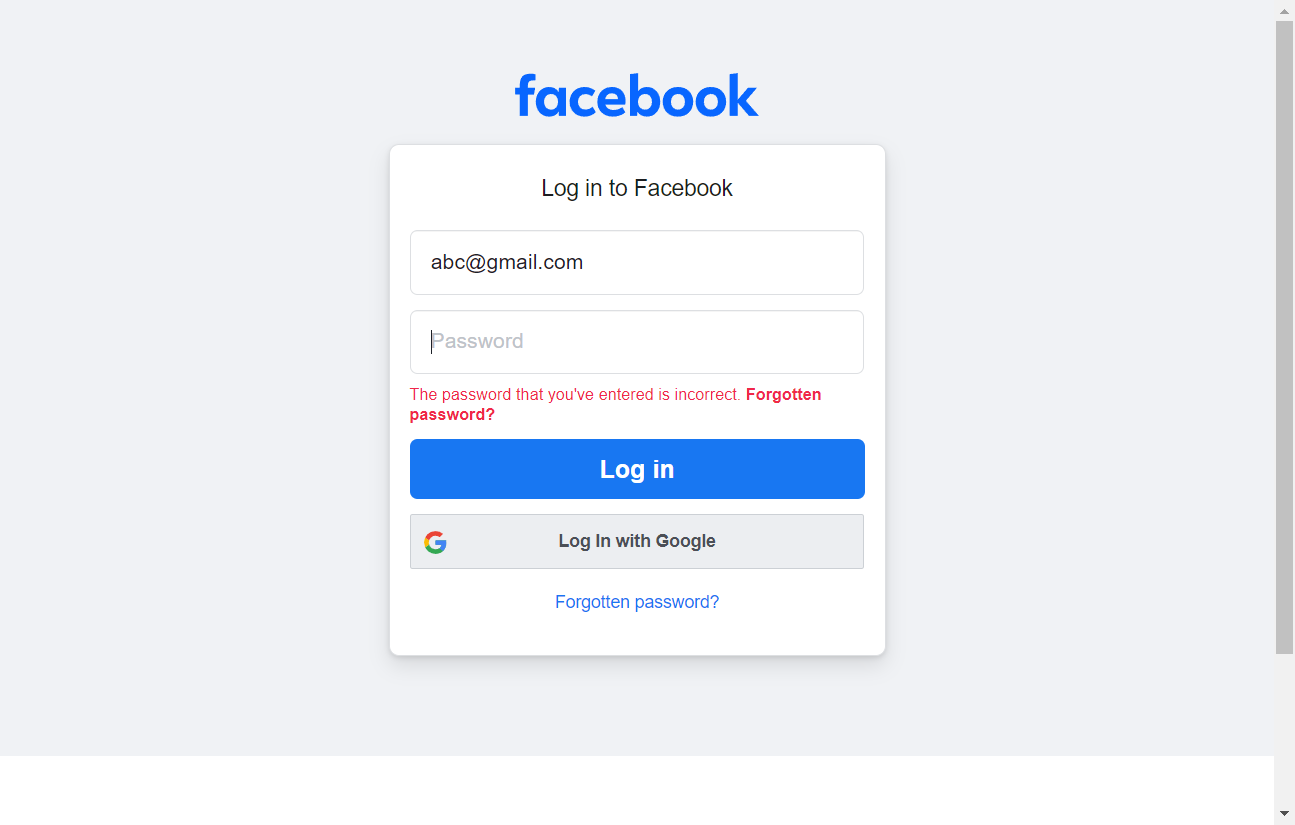 facebook
Log in to Facebook
abc@gmail.com
Password
The password that you've entered is incorrect. Forgotten
password?
Log in
Log In with Google
Forgotten password?